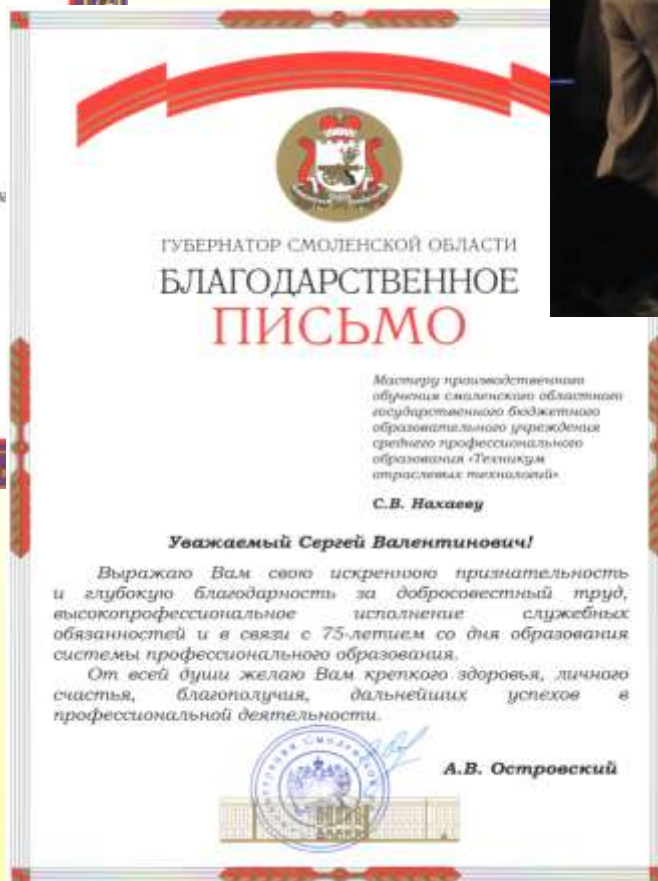 ГУБЕРНАТОР СМОЛЕНСКОЙ ОБЛАСТИ
БЛАГОДАРСТВЕННОЕ
ПИСЬМО
Мастеру производственного
обучения смоленского областного
государственного бюджетного
образовательного учреждения
среднего профессионального
образования «Техникум
отраслевых технологий»
С.В. Нахаеву
Уважаемый Сергей Валентинович!
Выражаю Вам свою искреннюю признательность
и глубокую благодарность за добросовестный труд,
высокопрофессиональное исполнение служебных
обязанностей и в связи с 75-летием со дня образования
системы профессионального образования.
От всей души желаю Вам крепкого здоровья, личного
счастья, благополучия, дальнейших успехов в
профессиональной деятельности.
А.В. Островский